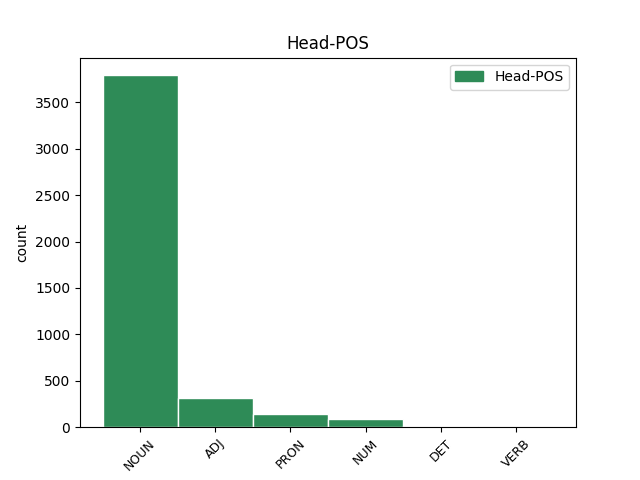 Head-POS
Head-POS
3500
3000
2500
2000
1500
1000
500
0
count
NOUN
ADJ
PRON
NUM
DET
VERB